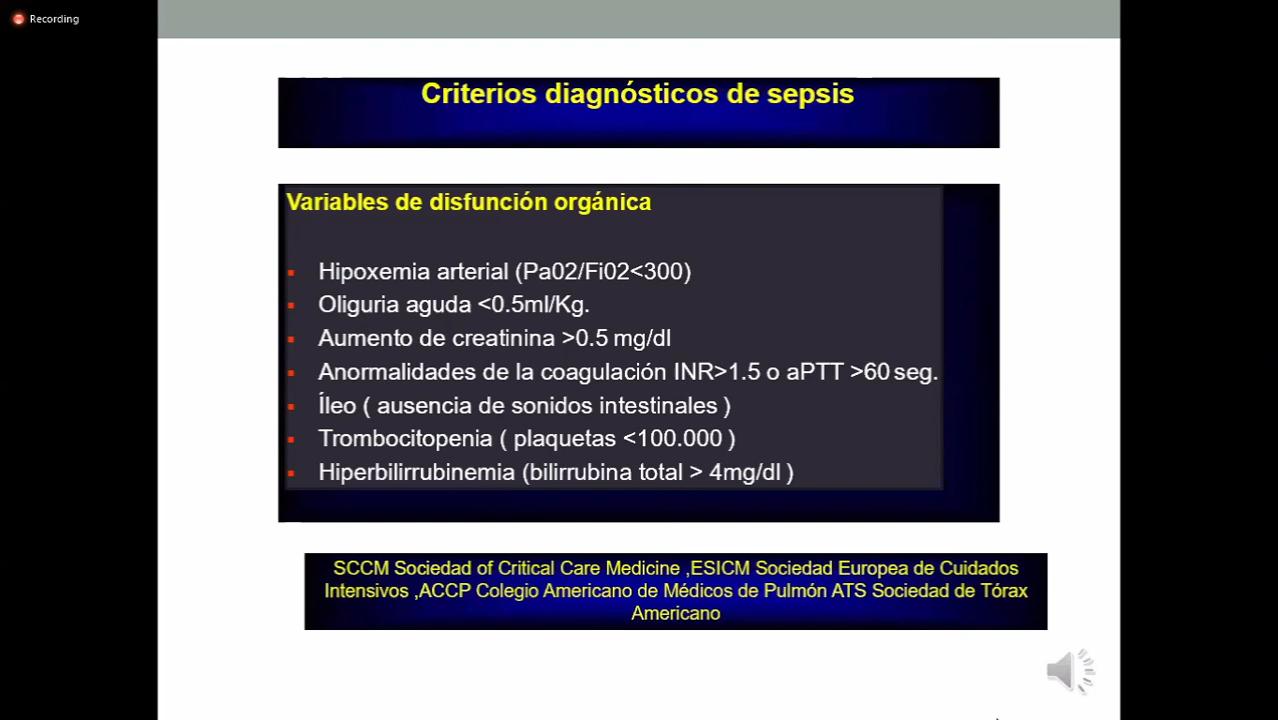 Recording
Criterios diagnósticos de sepsis
Variables de disfunción orgánica
▪ Hipoxemia arterial (Pa02/Fi02<300)
▪ Oliguria aguda <0.5ml/Kg.
▪ Aumento de creatinina >0.5 mg/dl
▪ Anormalidades de la coagulación INR>1.5 o aPTT >60 seg.
▪ Íleo ( ausencia de sonidos intestinales )
▪ Trombocitopenia ( plaquetas <100.000 )
▪ Hiperbilirrubinemia (bilirrubina total > 4mg/dl )
SCCM Sociedad of Critical Care Medicine ,ESICM Sociedad Europea de Cuidados
Intensivos ,ACCP Colegio Americano de Médicos de Pulmón ATS Sociedad de Tórax
Americano